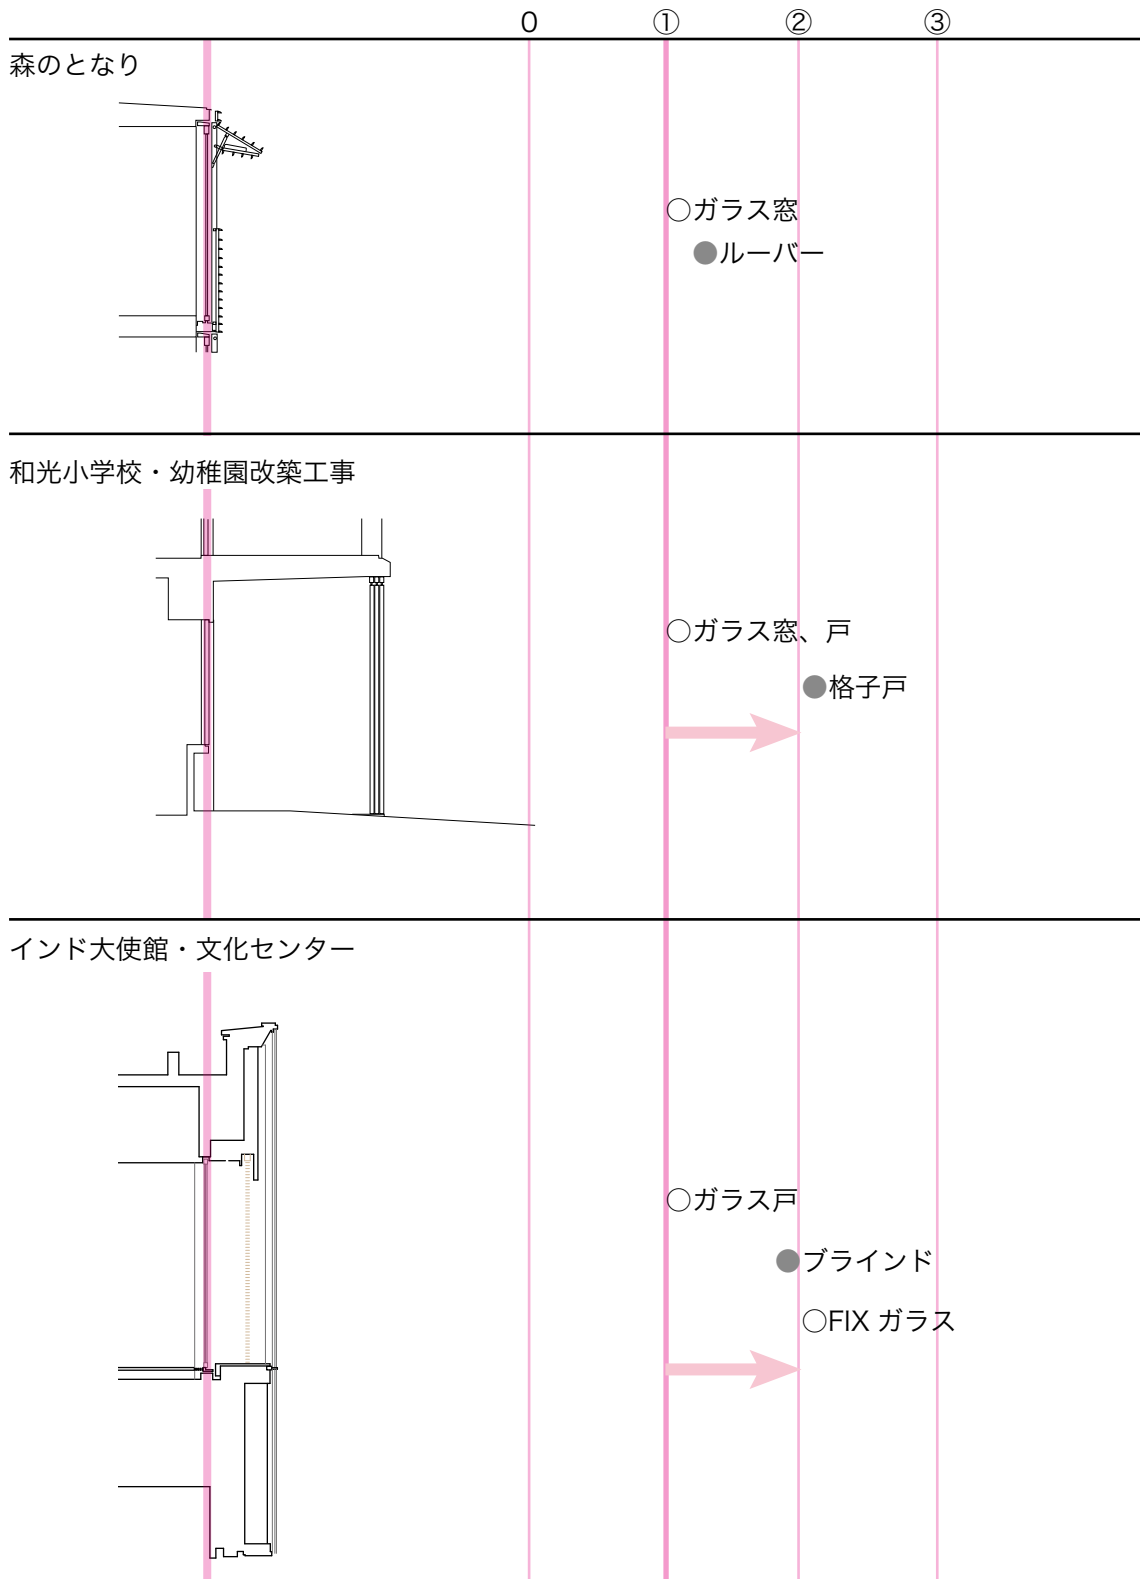 0 ① ② ③
森のとなり
○ガラス窓
●ルーバー
和光小学校・幼稚園改築工事
○ガラス窓、戸
●格子戸
インド大使館・文化センター
○ガラス戸
●ブラインド
○FIX ガラス